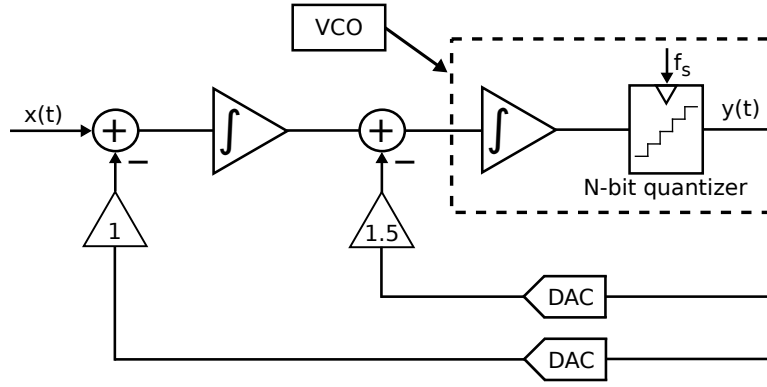 VCO
f_s
x(t)
+
∫
+
∫
y(t)
−
−
N-bit quantizer
1
1.5
DAC
DAC